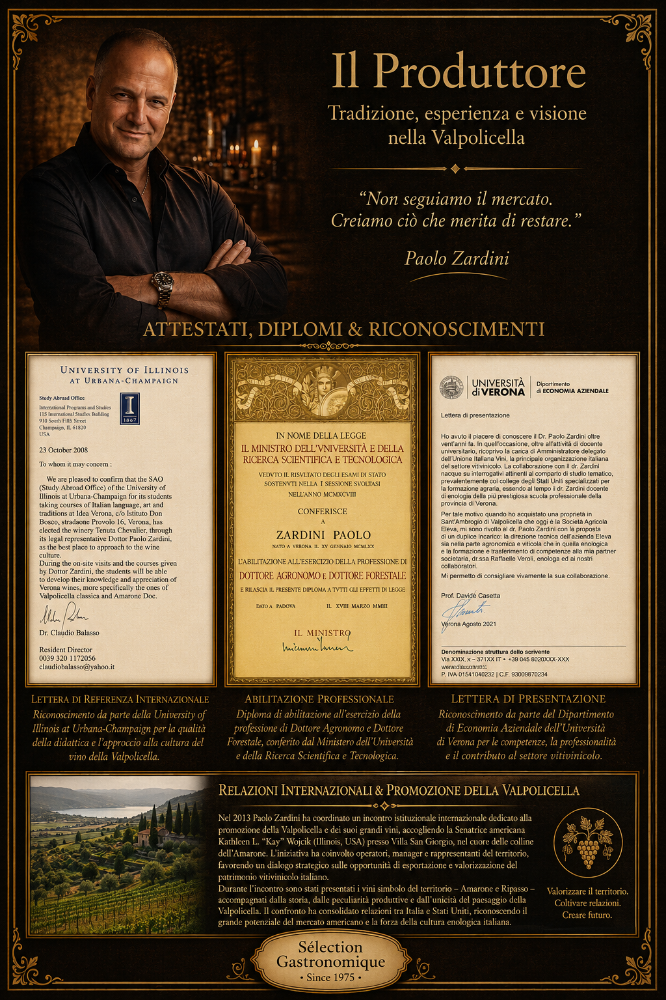 Il Produttore
Tradizione, esperienza e visione
nella Valpolicella
“Non seguiamo il mercato.
Creiamo ciò che merita di restare.”
Paolo Zardini
ATTESTATI, DIPLOMI & RICONOSCIMENTI
UNIVERSITY OF ILLINOIS
AT URBANA-CHAMPAIGN
Study Abroad Office
International Programs and Studies
115 International Studies Building
910 South Fifth Street
Champaign, IL 61820
USA
I
1867
23 October 2008
To whom it may concern :
We are pleased to confirm that the SAO
(Study Abroad Office) of the University of
Illinois at Urbana-Champaign for its students
taking courses of Italian language, art and
traditions at Idea Verona, c/o Istituto Don
Bosco, stradaone Provolo 16, Verona, has
elected the winery Tenuta Chevalier, through
its legal representative Dottor Paolo Zardini,
as the best place to approach to the wine
culture.
During the on-site visits and the courses given
by Dottor Zardini, the students will be able
to develop their knowledge and appreciation of
Verona wines, more specifically the ones of
Valpolicella classica and Amarone Doc.
Dr. Claudio Balasso
Resident Director
0039 320 1172056
claudiobalasso@yahoo.it
IN NOME DELLA LEGGE
IL MINISTRO DELL'VNIVERSITÀ E DELLA
RICERCA SCIENTIFICA E TECNOLOGICA
VEDVTO IL RISVLTATO DEGLI ESAMI DI STATO
SOSTENVTI NELLA I SESSIONE SVOLTASI
NELL'ANNO MCMXCVIII
CONFERISCE
A
ZARDINI PAOLO
NATO A VERONA IL XV GENNAIO MCMLXX
L'ABILITAZIONE ALL'ESERCIZIO DELLA PROFESSIONE DI
DOTTORE AGRONOMO E DOTTORE FORESTALE
E RILASCIA IL PRESENTE DIPLOMA A TVTTI GLI EFFETTI DI LEGGE
DATO A PADOVA IL XVIII MARZO MMIII
IL MINISTRO
UNIVERSITÀ
di VERONA
Dipartimento
di ECONOMIA AZIENDALE
Lettera di presentazione
Ho avuto il piacere di conoscere il Dr. Paolo Zardini oltre
vent'anni fa. In quell'occasione, oltre all'attività di docente
universitario, ricoprivo la carica di Amministratore delegato
dell'Unione Italiana Vini, la principale organizzazione italiana
del settore vitivinicolo. La collaborazione con il dr. Zardini
nacque su interrogativi attinenti al comparto di studio tematico,
prevalentemente coi college degli Stati Uniti specializzati per
la formazione agraria, essendo al tempo il dr. Zardini docente
di enologia della più prestigiosa scuola professionale della
provincia di Verona.
Per tale motivo quando ho acquistato una proprietà in
Sant'Ambrogio di Valpolicella che oggi è la Società Agricola
Eleva, mi sono rivolto al dr. Paolo Zardini con la proposta
di un duplice incarico: la direzione tecnica dell'azienda Eleva
sia nella parte agronomica e viticola che in quella enologica
e la formazione e trasferimento di competenze alla mia partner
societaria, dr.ssa Raffaelle Veroli, enologa ed ai nostri
collaboratori.
Mi permetto di consigliare vivamente la sua collaborazione.
Prof. Davide Casetta
Verona Agosto 2021
Denominazione struttura dello scrivente
Via XXIX. x – 371XX IT • +39 045 8020XXX-XXX
P. IVA 01541040232 | C.F. 93009870234
LETTERA DI REFERENZA INTERNAZIONALE
Riconoscimento da parte della University of
Illinois at Urbana-Champaign per la qualità
della didattica e l'approccio alla cultura del
vino della Valpolicella.
ABILITAZIONE PROFESSIONALE
Diploma di abilitazione all'esercizio della
professione di Dottore Agronomo e Dottore
Forestale, conferito dal Ministero dell'Università
e della Ricerca Scientifica e Tecnologica.
LETTERA DI PRESENTAZIONE
Riconoscimento da parte del Dipartimento
di Economia Aziendale dell'Università
di Verona per le competenze, la professionalità
e il contributo al settore vitivinicolo.
RELAZIONI INTERNAZIONALI & PROMOZIONE DELLA VALPOLICELLA
Nel 2013 Paolo Zardini ha coordinato un incontro istituzionale internazionale dedicato alla
promozione della Valpolicella e dei suoi grandi vini, accogliendo la Senatrice americana
Kathleen L. “Kay” Wojcik (Illinois, USA) presso Villa San Giorgio, nel cuore delle colline
dell'Amarone. L'iniziativa ha coinvolto operatori, manager e rappresentanti del territorio,
favorendo un dialogo strategico sulle opportunità di esportazione e valorizzazione del
patrimonio vitivinicolo italiano.
Durante l'incontro sono stati presentati i vini simbolo del territorio – Amarone e Ripasso –
accompagnati dalla storia, dalle peculiarità produttive e dall'unicità del paesaggio della
Valpolicella. Il confronto ha consolidato relazioni tra Italia e Stati Uniti, riconoscendo il
grande potenziale del mercato americano e la forza della cultura enologica italiana.
Valorizzare il territorio.
Coltivare relazioni.
Creare futuro.
Sélection
Gastronomique
• Since 1975 •